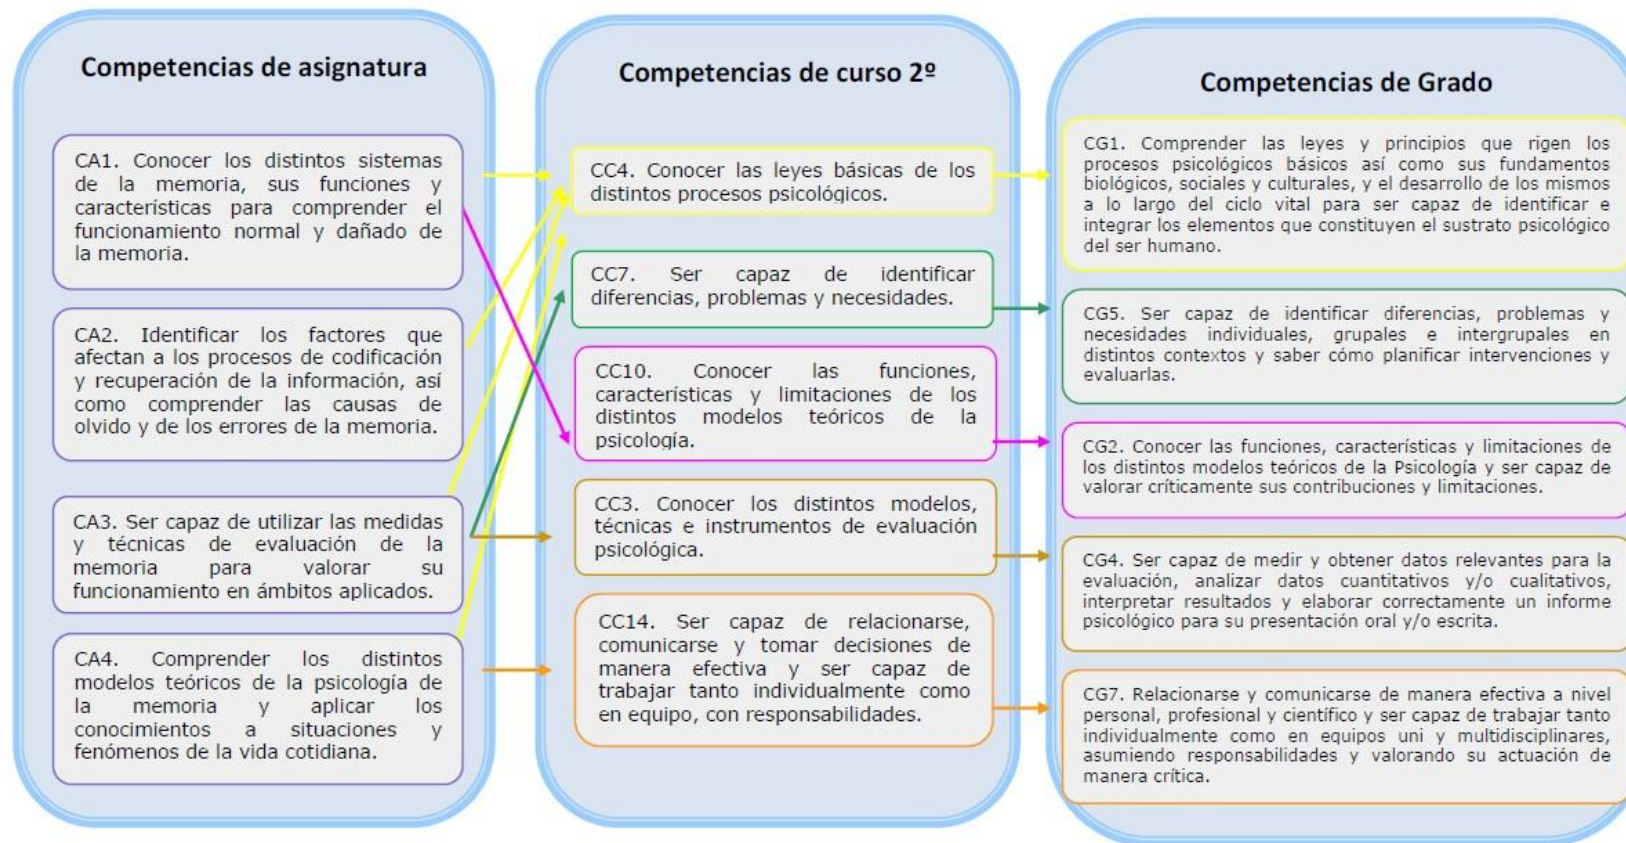 Competencias de asignatura
CA1. Conocer los distintos sistemas
de la memoria, sus funciones y
características para comprender el
funcionamiento normal y dañado de
la memoria.
CA2. Identificar los factores que
afectan a los procesos de codificación
y recuperación de la información, así
como comprender las causas de
olvido y de los errores de la memoria.
CA3. Ser capaz de utilizar las medidas
y técnicas de evaluación de la
memoria para valorar su
funcionamiento en ámbitos aplicados.
CA4. Comprender los distintos
modelos teóricos de la psicología de
la memoria y aplicar los
conocimientos a situaciones y
fenómenos de la vida cotidiana.
Competencias de curso 2º
CC4. Conocer las leyes básicas de los
distintos procesos psicológicos.
CC7. Ser capaz de identificar
diferencias, problemas y necesidades.
CC10. Conocer las funciones,
características y limitaciones de los
distintos modelos teóricos de la
psicología.
CC3. Conocer los distintos modelos,
técnicas e instrumentos de evaluación
psicológica.
CC14. Ser capaz de relacionarse,
comunicarse y tomar decisiones de
manera efectiva y ser capaz de
trabajar tanto individualmente como
en equipo, con responsabilidades.
Competencias de Grado
CG1. Comprender las leyes y principios que rigen los
procesos psicológicos básicos así como sus fundamentos
biológicos, sociales y culturales, y el desarrollo de los mismos
a lo largo del ciclo vital para ser capaz de identificar e
integrar los elementos que constituyen el sustrato psicológico
del ser humano.
CG5. Ser capaz de identificar diferencias, problemas y
necesidades individuales, grupales e intergrupales en
distintos contextos y saber cómo planificar intervenciones y
evaluarlas.
CG2. Conocer las funciones, características y limitaciones de
los distintos modelos teóricos de la Psicología y ser capaz de
valorar críticamente sus contribuciones y limitaciones.
CG4. Ser capaz de medir y obtener datos relevantes para la
evaluación, analizar datos cuantitativos y/o cualitativos,
interpretar resultados y elaborar correctamente un informe
psicológico para su presentación oral y/o escrita.
CG7. Relacionarse y comunicarse de manera efectiva a nivel
personal, profesional y científico y ser capaz de trabajar tanto
individualmente como en equipos uni y multidisciplinares,
asumiendo responsabilidades y valorando su actuación de
manera crítica.